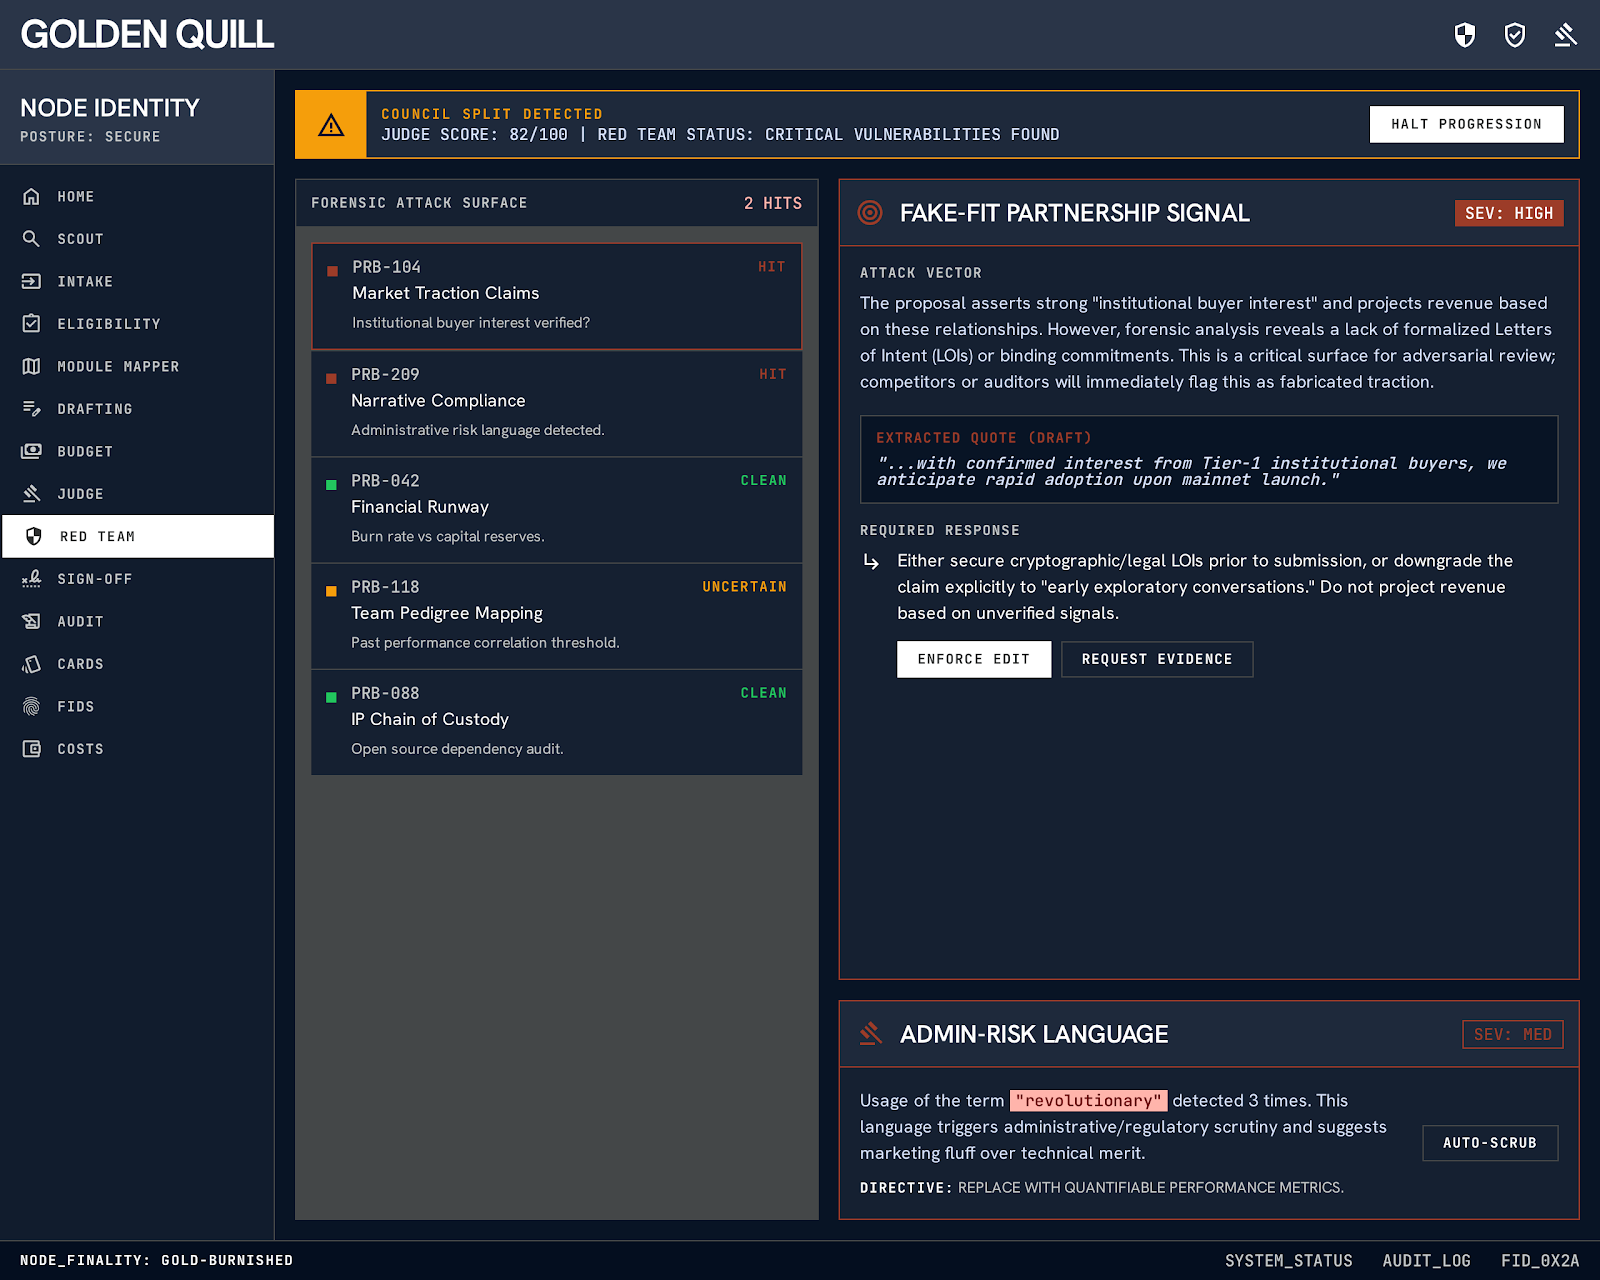 GOLDEN QUILL
NODE IDENTITY
POSTURE: SECURE
HOME
SCOUT
INTAKE
ELIGIBILITY
MODULE MAPPER
DRAFTING
BUDGET
JUDGE
RED TEAM
SIGN-OFF
AUDIT
CARDS
FIDS
COSTS
COUNCIL SPLIT DETECTED
JUDGE SCORE: 82/100 | RED TEAM STATUS: CRITICAL VULNERABILITIES FOUND
HALT PROGRESSION
FORENSIC ATTACK SURFACE
2 HITS
PRB-104
HIT
Market Traction Claims
Institutional buyer interest verified?
PRB-209
HIT
Narrative Compliance
Administrative risk language detected.
PRB-042
CLEAN
Financial Runway
Burn rate vs capital reserves.
PRB-118
UNCERTAIN
Team Pedigree Mapping
Past performance correlation threshold.
PRB-088
CLEAN
IP Chain of Custody
Open source dependency audit.
FAKE-FIT PARTNERSHIP SIGNAL
SEV: HIGH
ATTACK VECTOR
The proposal asserts strong "institutional buyer interest" and projects revenue based
on these relationships. However, forensic analysis reveals a lack of formalized Letters
of Intent (LOIs) or binding commitments. This is a critical surface for adversarial review;
competitors or auditors will immediately flag this as fabricated traction.
EXTRACTED QUOTE (DRAFT)
"...with confirmed interest from Tier-1 institutional buyers, we
anticipate rapid adoption upon mainnet launch."
REQUIRED RESPONSE
Either secure cryptographic/legal LOIs prior to submission, or downgrade the
claim explicitly to "early exploratory conversations." Do not project revenue
based on unverified signals.
ENFORCE EDIT
REQUEST EVIDENCE
ADMIN-RISK LANGUAGE
SEV: MED
Usage of the term "revolutionary" detected 3 times. This
language triggers administrative/regulatory scrutiny and suggests
marketing fluff over technical merit.
DIRECTIVE: REPLACE WITH QUANTIFIABLE PERFORMANCE METRICS.
AUTO-SCRUB
NODE_FINALITY: GOLD-BURNISHED
SYSTEM_STATUS
AUDIT_LOG
FID_0X2A